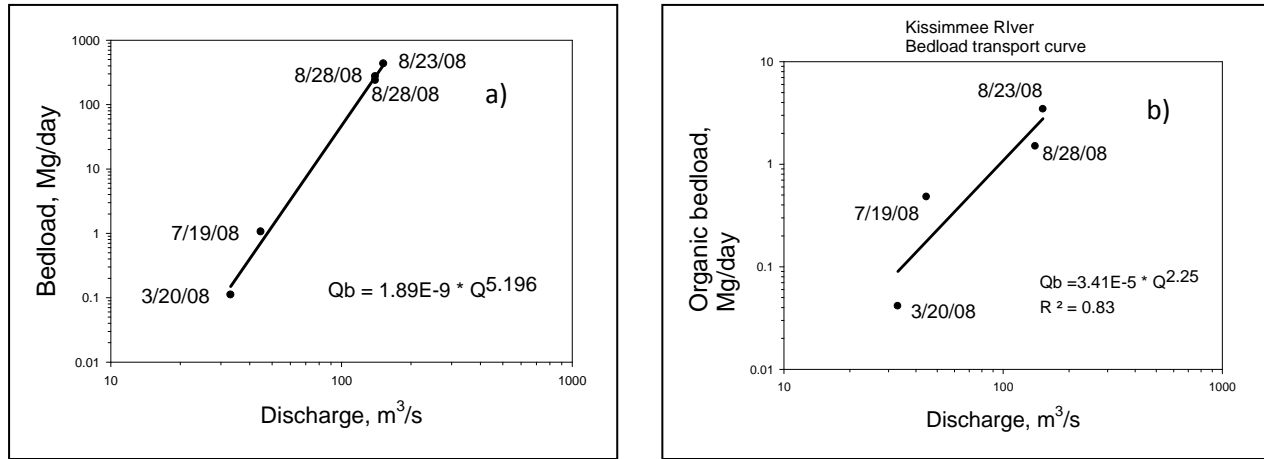 a)
1000
100
10
1
0.1
0.01
Bedload, Mg/day
8/23/08
8/28/08
8/28/08
7/19/08
3/20/08
Qb = 1.89E-9 * Q^5.196
10 100 1000
Discharge, m³/s
Kissimmee RIver
Bedload transport curve
b)
10
1
0.1
0.01
Organic bedload,
Mg/day
8/23/08
8/28/08
7/19/08
3/20/08
Qb =3.41E-5 * Q^2.25
R ² = 0.83
10 100 1000
Discharge, m³/s